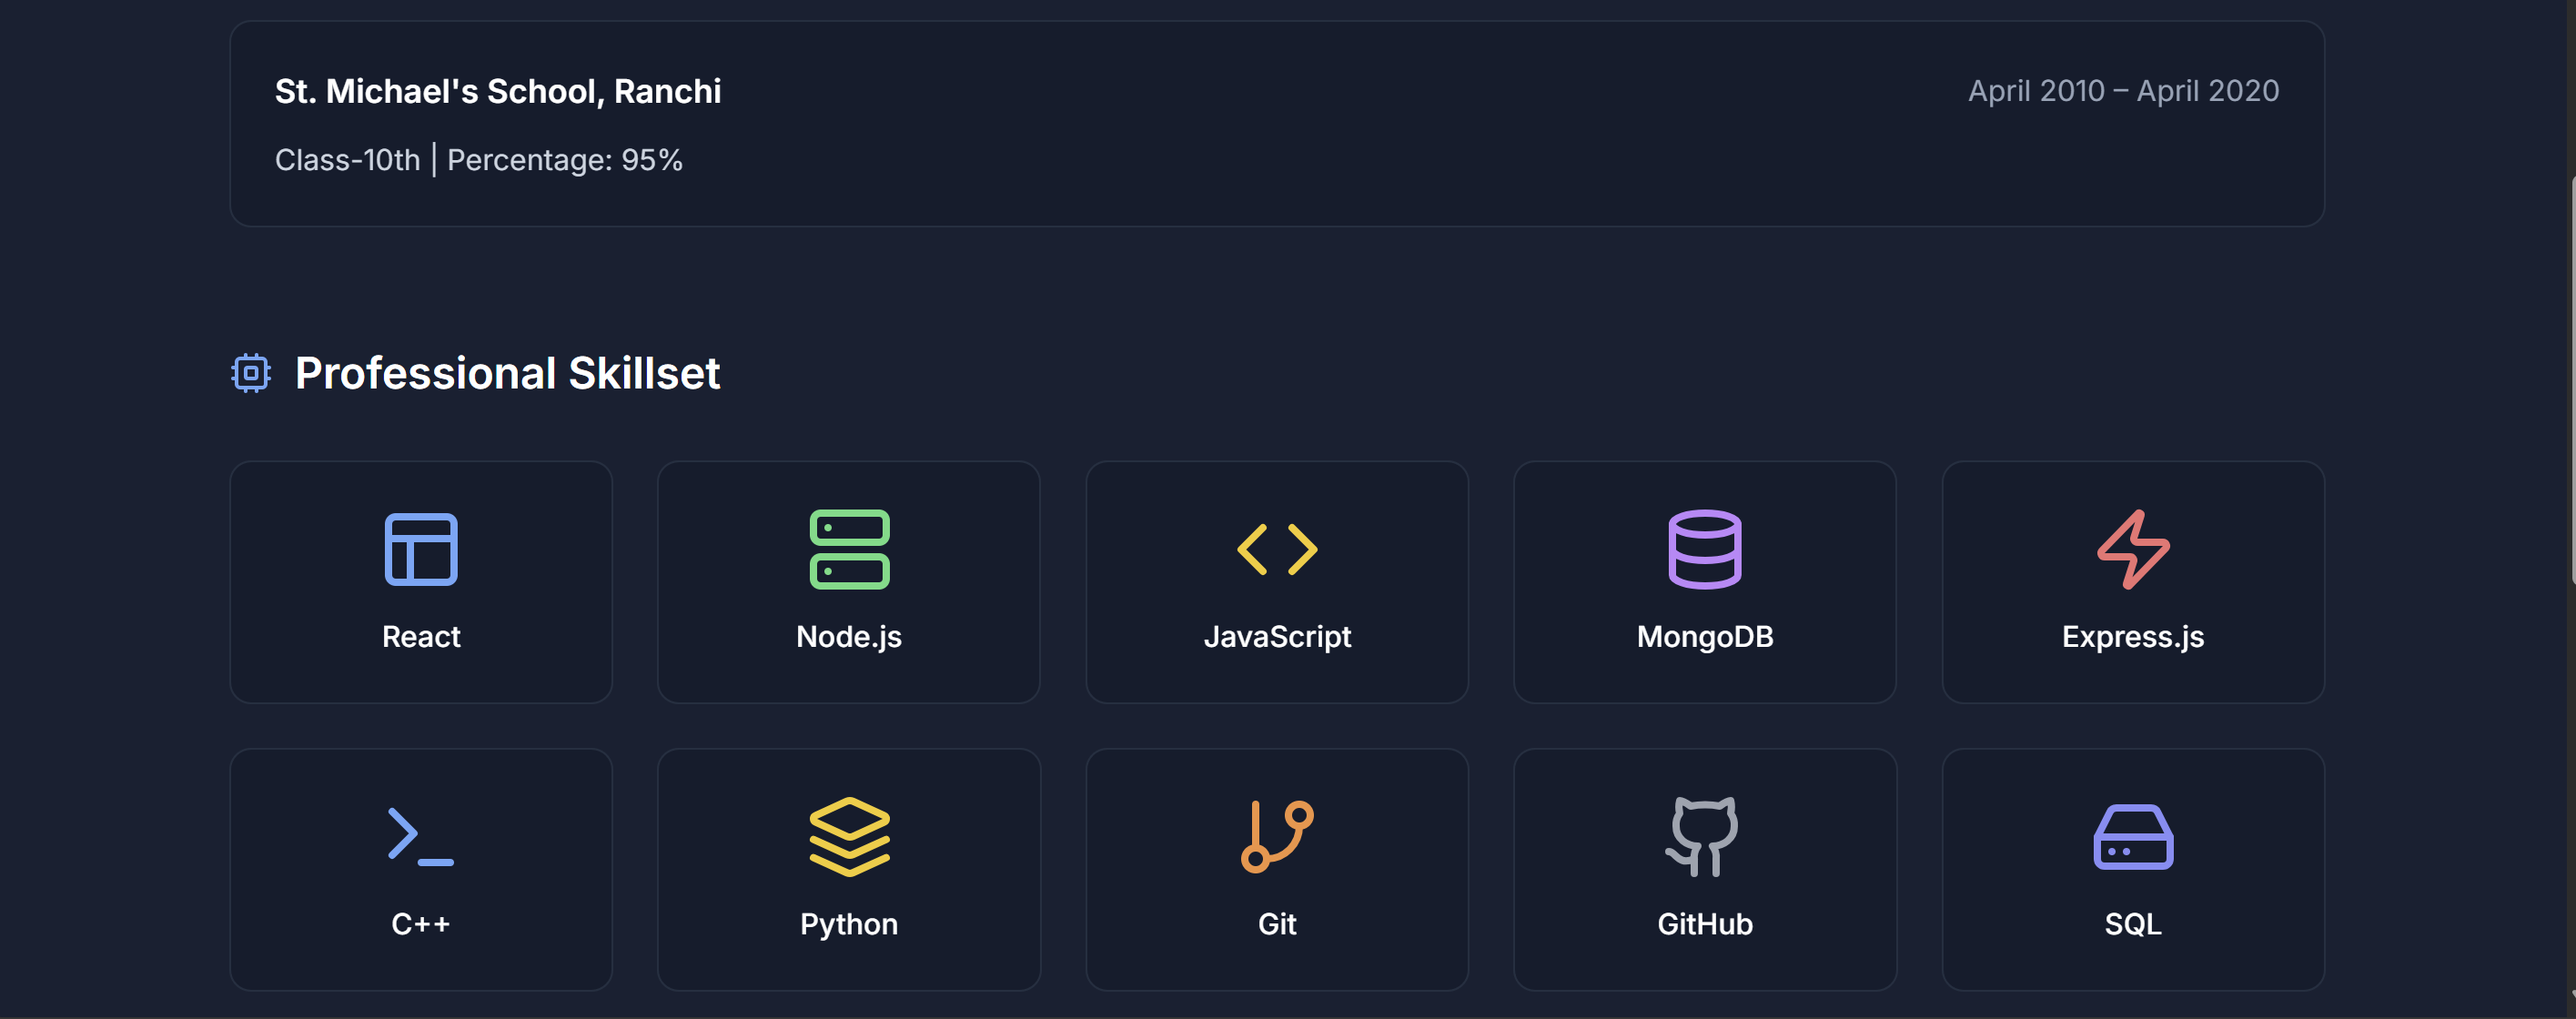 St. Michael's School, Ranchi
April 2010 – April 2020
Class-10th | Percentage: 95%
Professional Skillset
React
Node.js
JavaScript
MongoDB
Express.js
C++
Python
Git
GitHub
SQL